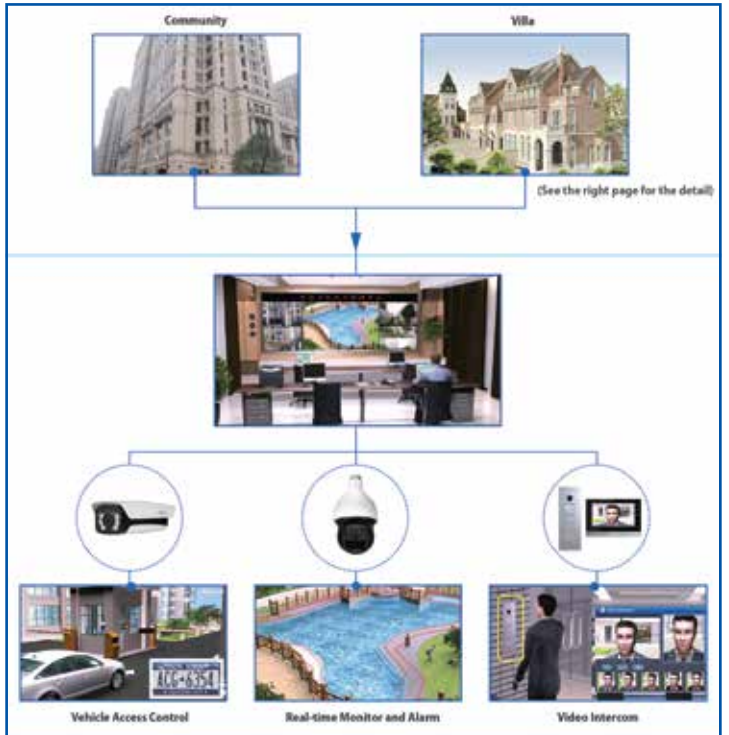 Community
Villa
(See the right page for the detail)
ACG-6354
Vehicle Access Control
Real-time Monitor and Alarm
Video Intercom